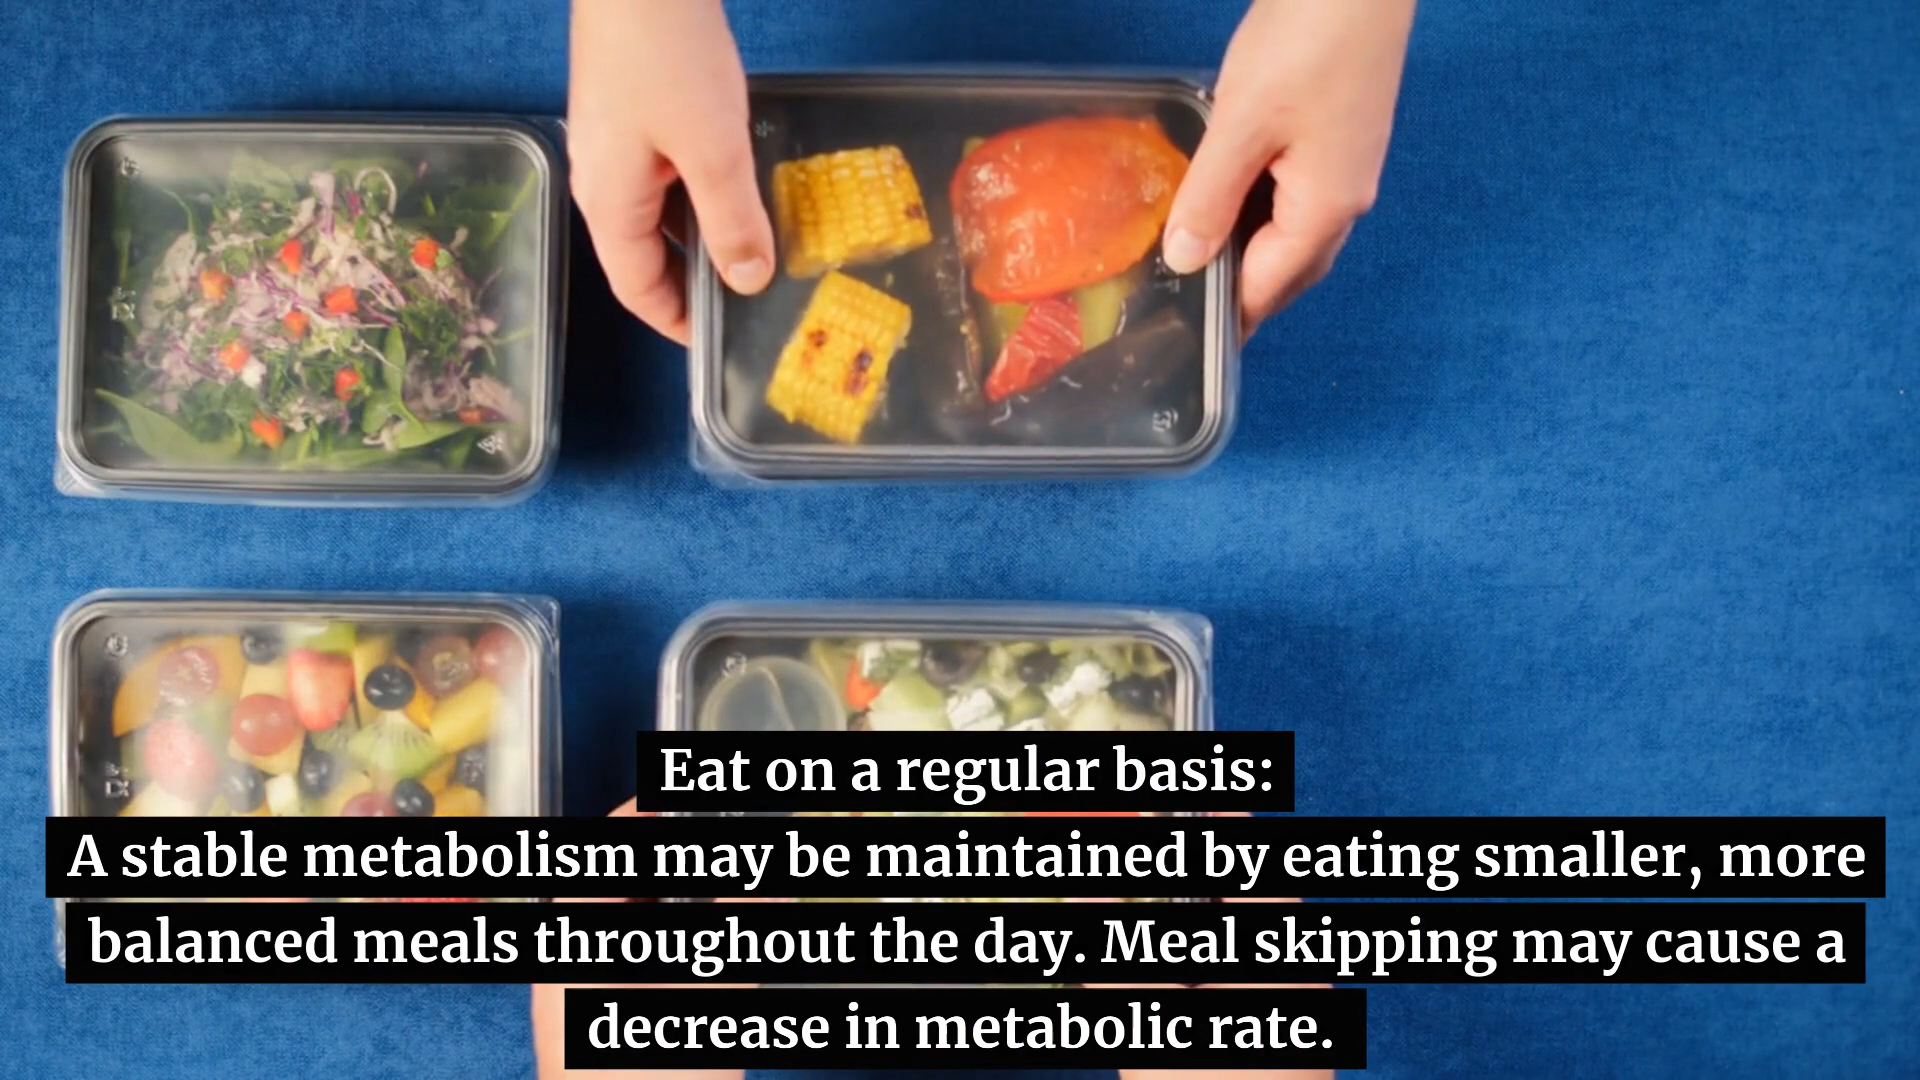 Eat on a regular basis:
A stable metabolism may be maintained by eating smaller, more
balanced meals throughout the day. Meal skipping may cause a
decrease in metabolic rate.